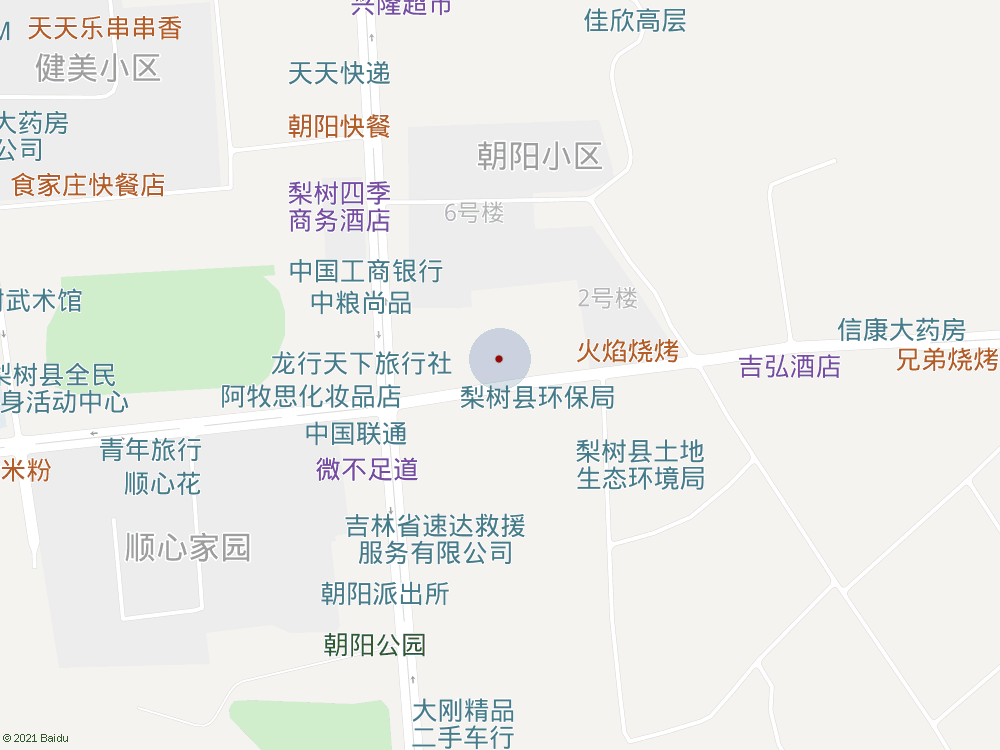 兴隆超市
佳欣高层
M
天天乐串串香
健美小区
天天快递
大药房
公司
朝阳快餐
朝阳小区
食家庄快餐店
梨树四季
商务酒店
6号楼
中国工商银行
中粮尚品
2号楼
武术馆
信康大药房
火焰烧烤
兄弟烧烤
吉弘酒店
龙行天下旅行社
梨树县全民
身活动中心
阿牧思化妆品店
梨树县环保局
中国联通
青年旅行
米粉
微不足道
顺心花
梨树县土地
生态环境局
吉林省速达救援
服务有限公司
顺心家园
朝阳派出所
朝阳公园
大刚精品
二手车行
© 2021 Baidu